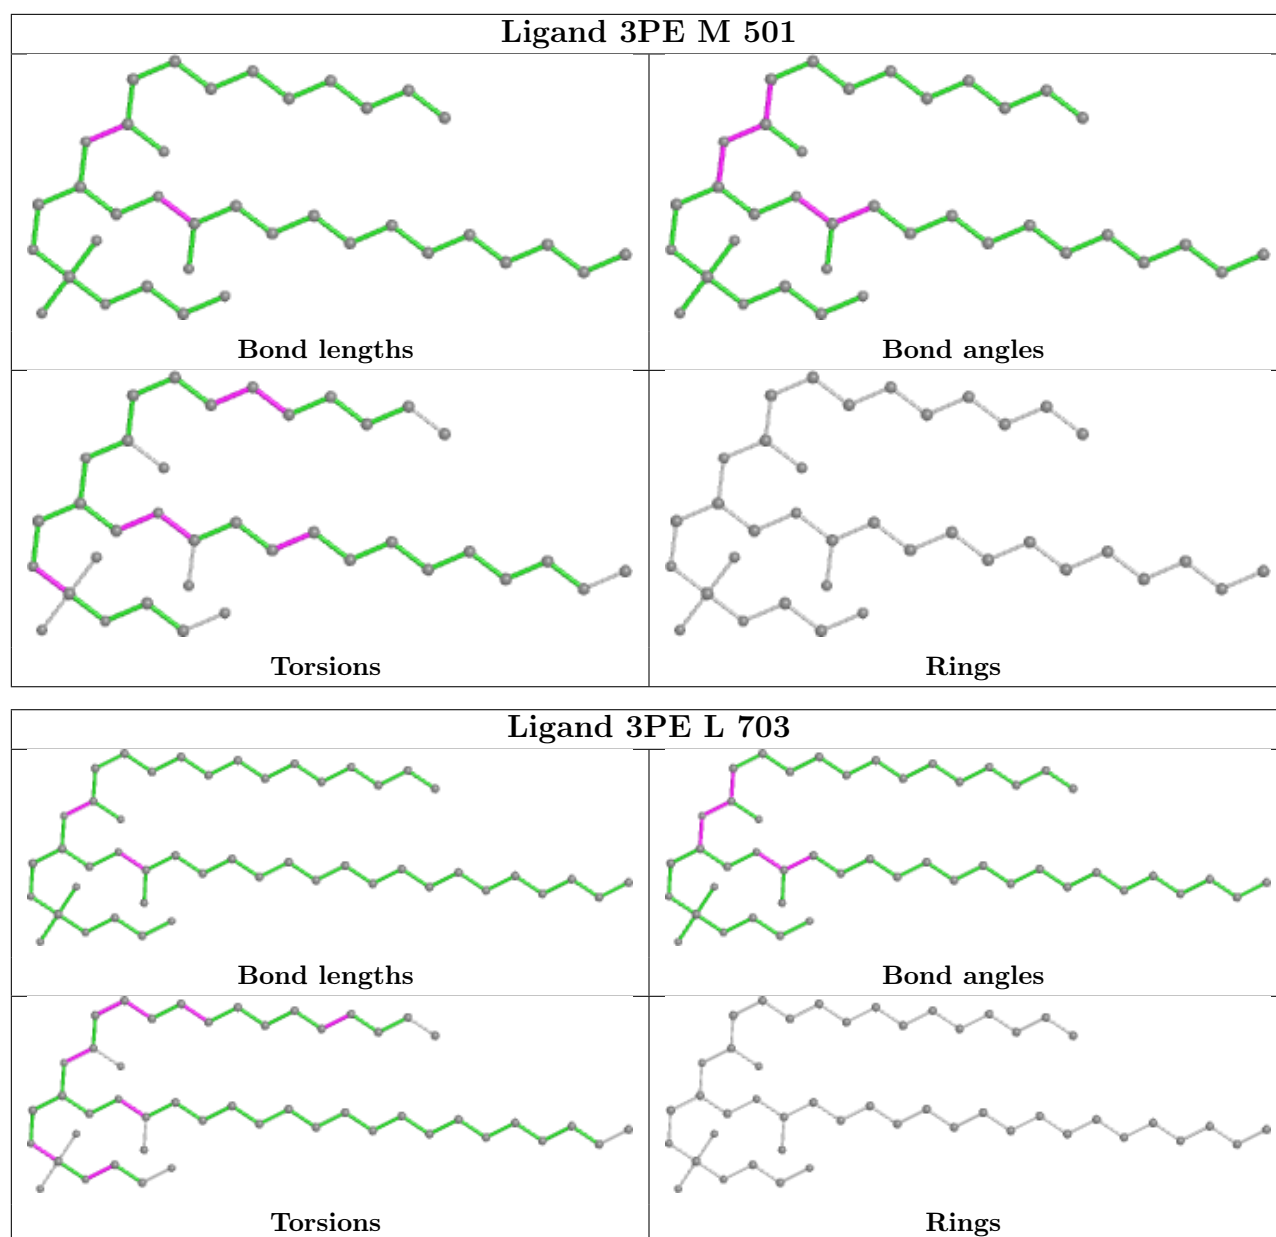 Ligand 3PE M 501
Bond lengths
Bond angles
Torsions
Rings
Ligand 3PE L 703
Bond lengths
Bond angles
Torsions
Rings